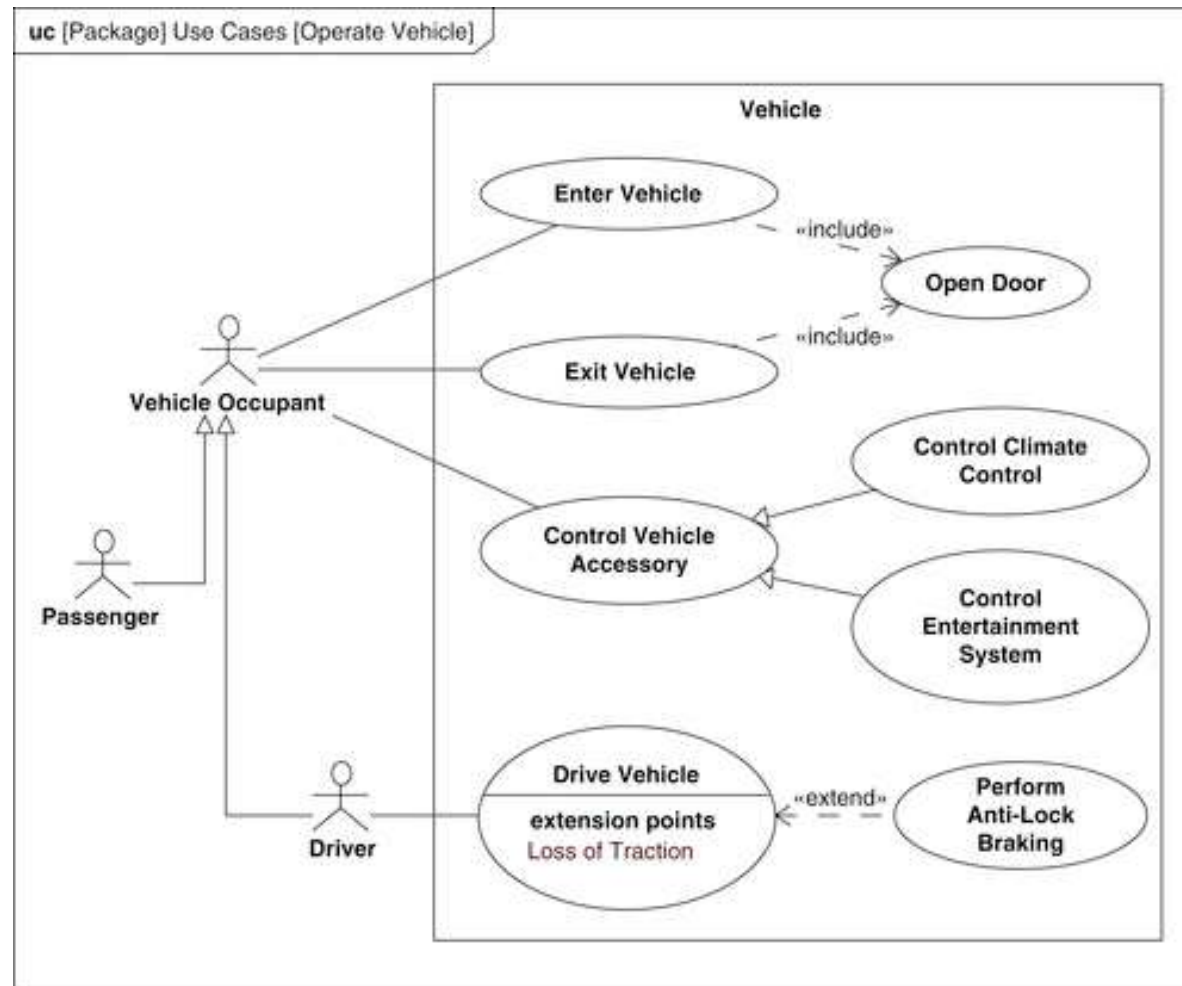 uc [Package] Use Cases [Operate Vehicle]
Vehicle
Enter Vehicle
«include»
Open Door
«include»
Exit Vehicle
Vehicle Occupant
Control Climate
Control
Control Vehicle
Accessory
Passenger
Control
Entertainment
System
Drive Vehicle
extension points
Loss of Traction
«extend»
Perform
Anti-Lock
Braking
Driver